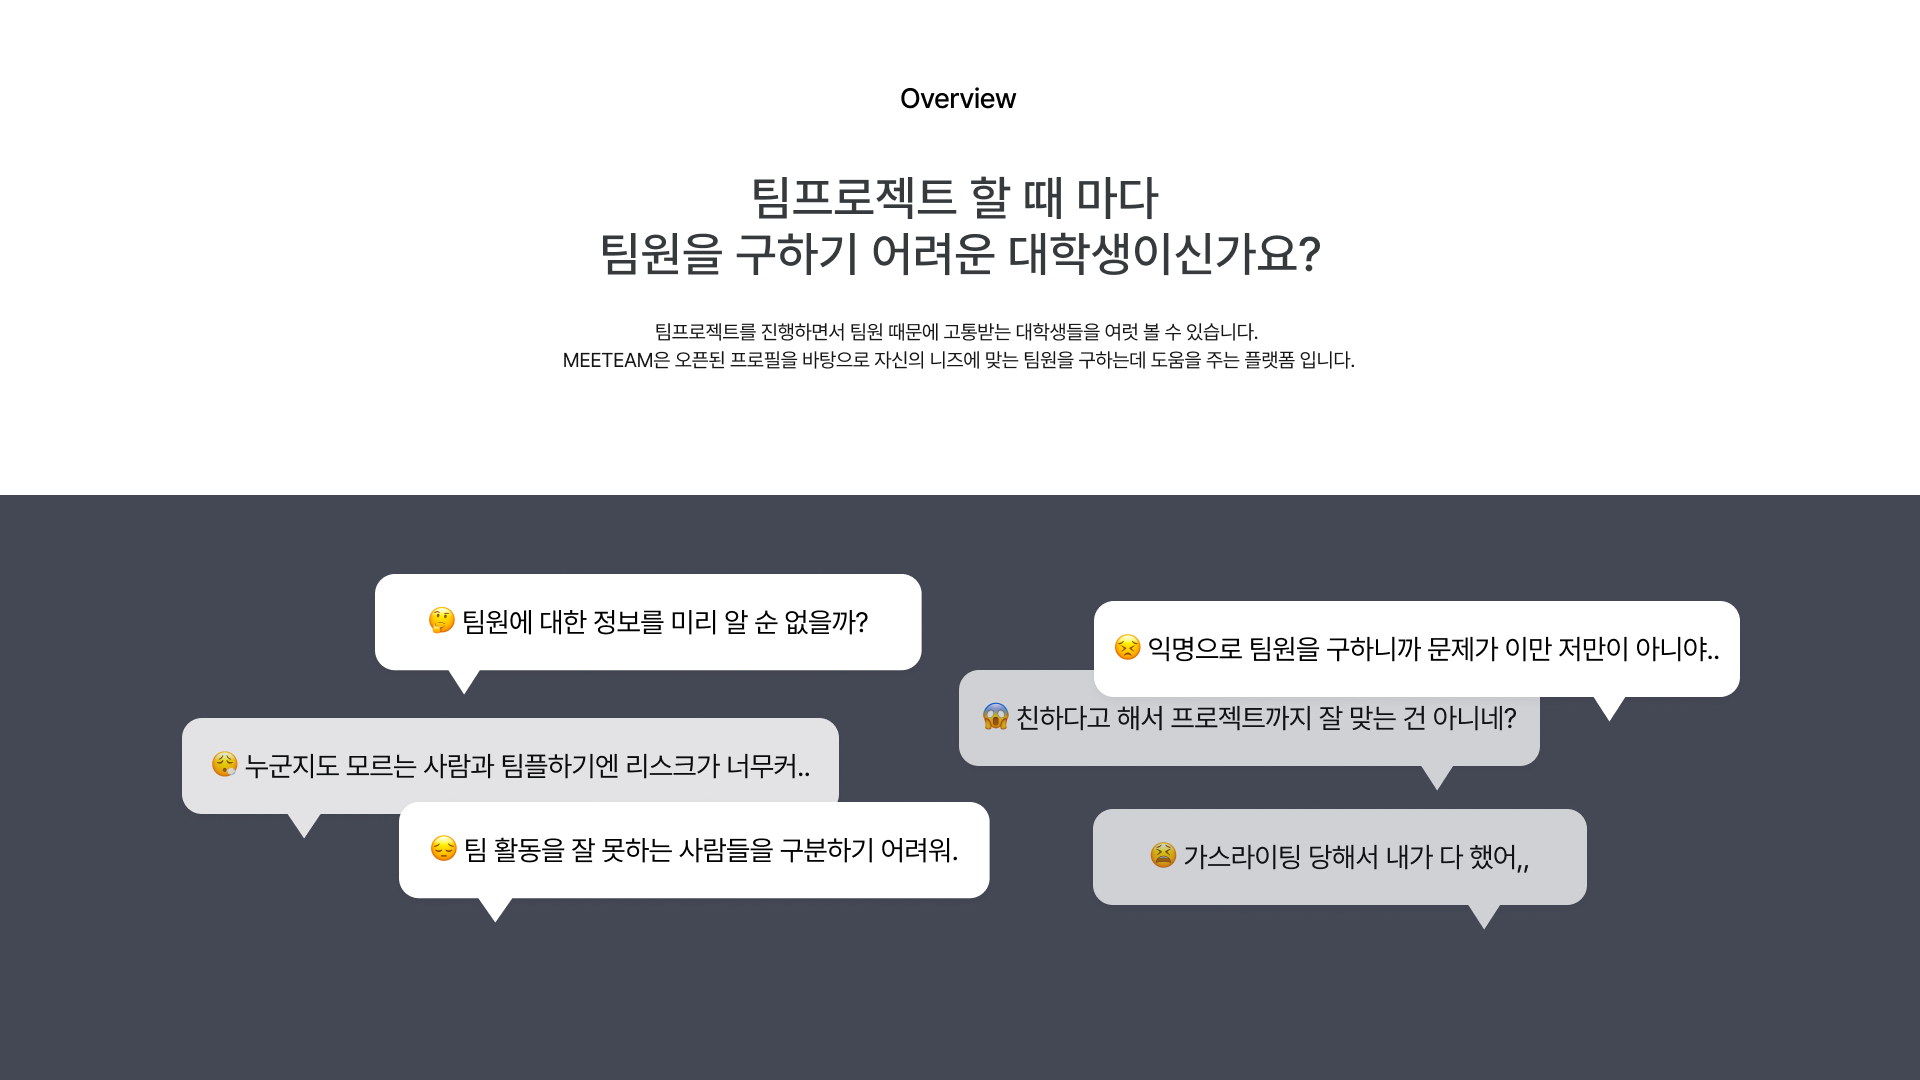 Overview
팀프로젝트 할 때 마다
팀원을 구하기 어려운 대학생이신가요?
팀프로젝트를 진행하면서 팀원 때문에 고통받는 대학생들을 여럿 볼 수 있습니다.
MEETEAM은 오픈된 프로필을 바탕으로 자신의 니즈에 맞는 팀원을 구하는데 도움을 주는 플랫폼 입니다.
🤔 팀원에 대한 정보를 미리 알 순 없을까?
😮‍💨 누군지도 모르는 사람과 팀플하기엔 리스크가 너무커..
😔 팀 활동을 잘 못하는 사람들을 구분하기 어려워.
😣 익명으로 팀원을 구하니까 문제가 이만 저만이 아니야..
😱 친하다고 해서 프로젝트까지 잘 맞는 건 아니네?
😫 가스라이팅 당해서 내가 다 했어,,